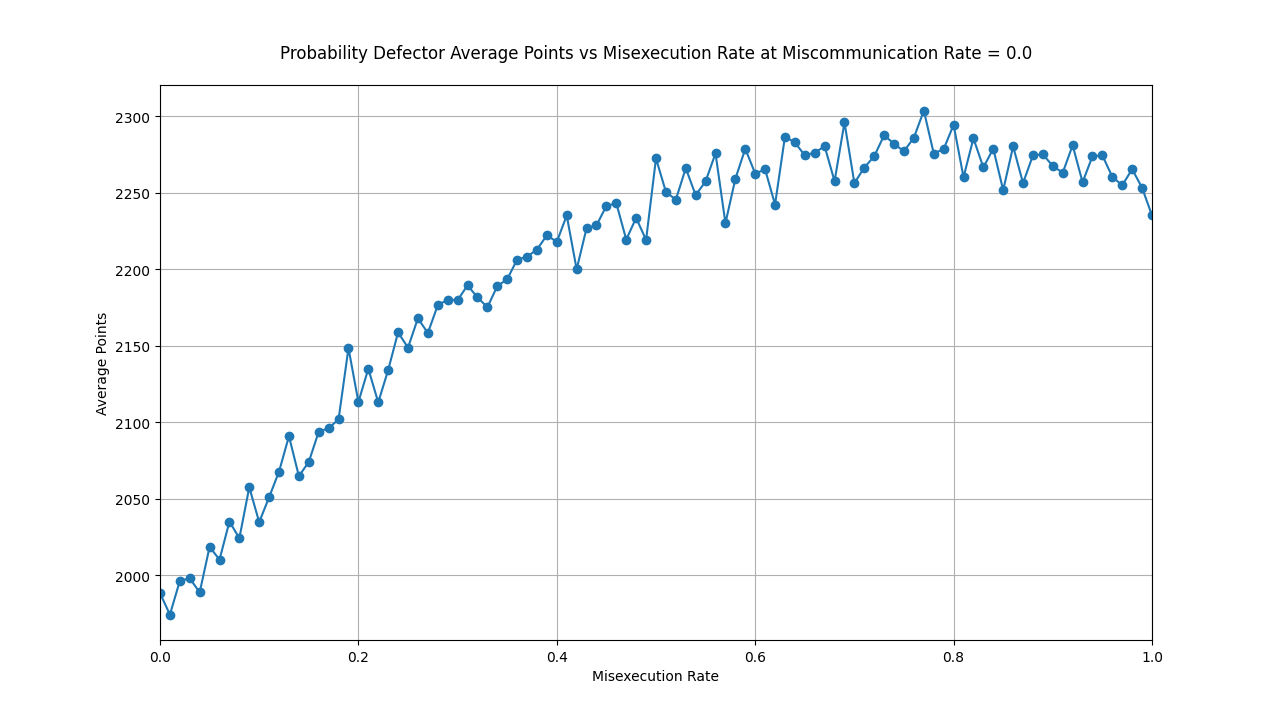 Probability Defector Average Points vs Misexecution Rate at Miscommunication Rate = 0.0
2300
2250
2200
2150
2100
2050
2000
Average Points
0.0 0.2 0.4 0.6 0.8 1.0
Misexecution Rate